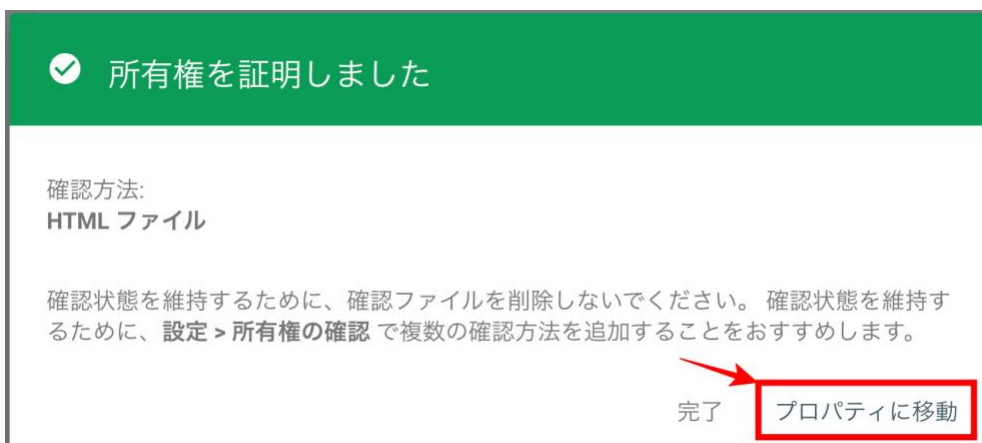 所有権を証明しました
確認方法:
HTML ファイル
確認状態を維持するために、確認ファイルを削除しないでください。 確認状態を維持す
るために、設定 > 所有権の確認 で複数の確認方法を追加することをおすすめします。
完了 プロパティに移動